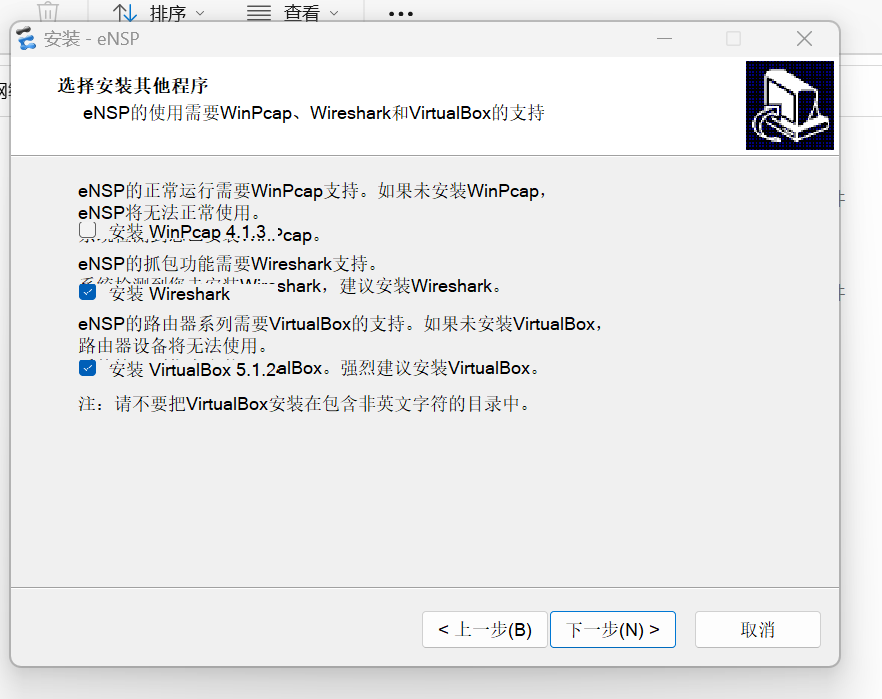 排序 查看
安装 - eNSP
选择安装其他程序
eNSP的使用需要WinPcap、Wireshark和VirtualBox的支持
eNSP的正常运行需要WinPcap支持。如果未安装WinPcap，
eNSP将无法正常使用。
安装 WinPcap 4.1.3
cap。
eNSP的抓包功能需要Wireshark支持。
shark，建议安装Wireshark。
安装 Wireshark
eNSP的路由器系列需要VirtualBox的支持。如果未安装VirtualBox，
路由器设备将无法使用。
安装 VirtualBox 5.1.2
alBox。强烈建议安装VirtualBox。
注：请不要把VirtualBox安装在包含非英文字符的目录中。
< 上一步(B) 下一步(N) > 取消